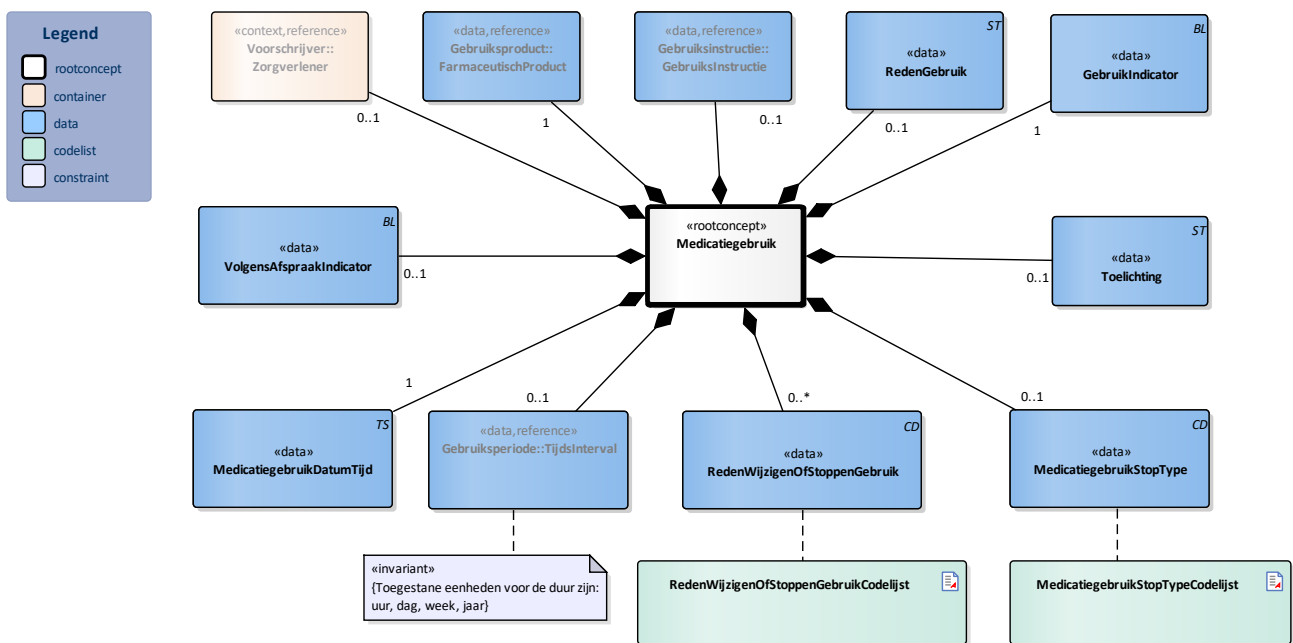 Legend
rootconcept
container
data
codelist
constraint
«context,reference»
Voorschrijver::
Zorgverlener
0..1
«data,reference»
Gebruiksproduct::
FarmaceutischProduct
1
«data,reference»
Gebruiksinstructie::
GebruiksInstructie
0..1
ST
«data»
RedenGebruik
0..1
BL
«data»
GebruikIndicator
1
BL
«data»
VolgensAfspraakIndicator
0..1
«rootconcept»
Medicatiegebruik
ST
«data»
Toelichting
0..1
TS
«data»
MedicatiegebruikDatumTijd
1
«data,reference»
Gebruiksperiode::TijdsInterval
0..1
CD
«data»
RedenWijzigenOfStoppenGebruik
0..*
CD
«data»
MedicatiegebruikStopType
0..1
«invariant»
{Toegestane eenheden voor de duur zijn:
uur, dag, week, jaar}
RedenWijzigenOfStoppenGebruikCodelijst
MedicatiegebruikStopTypeCodelijst